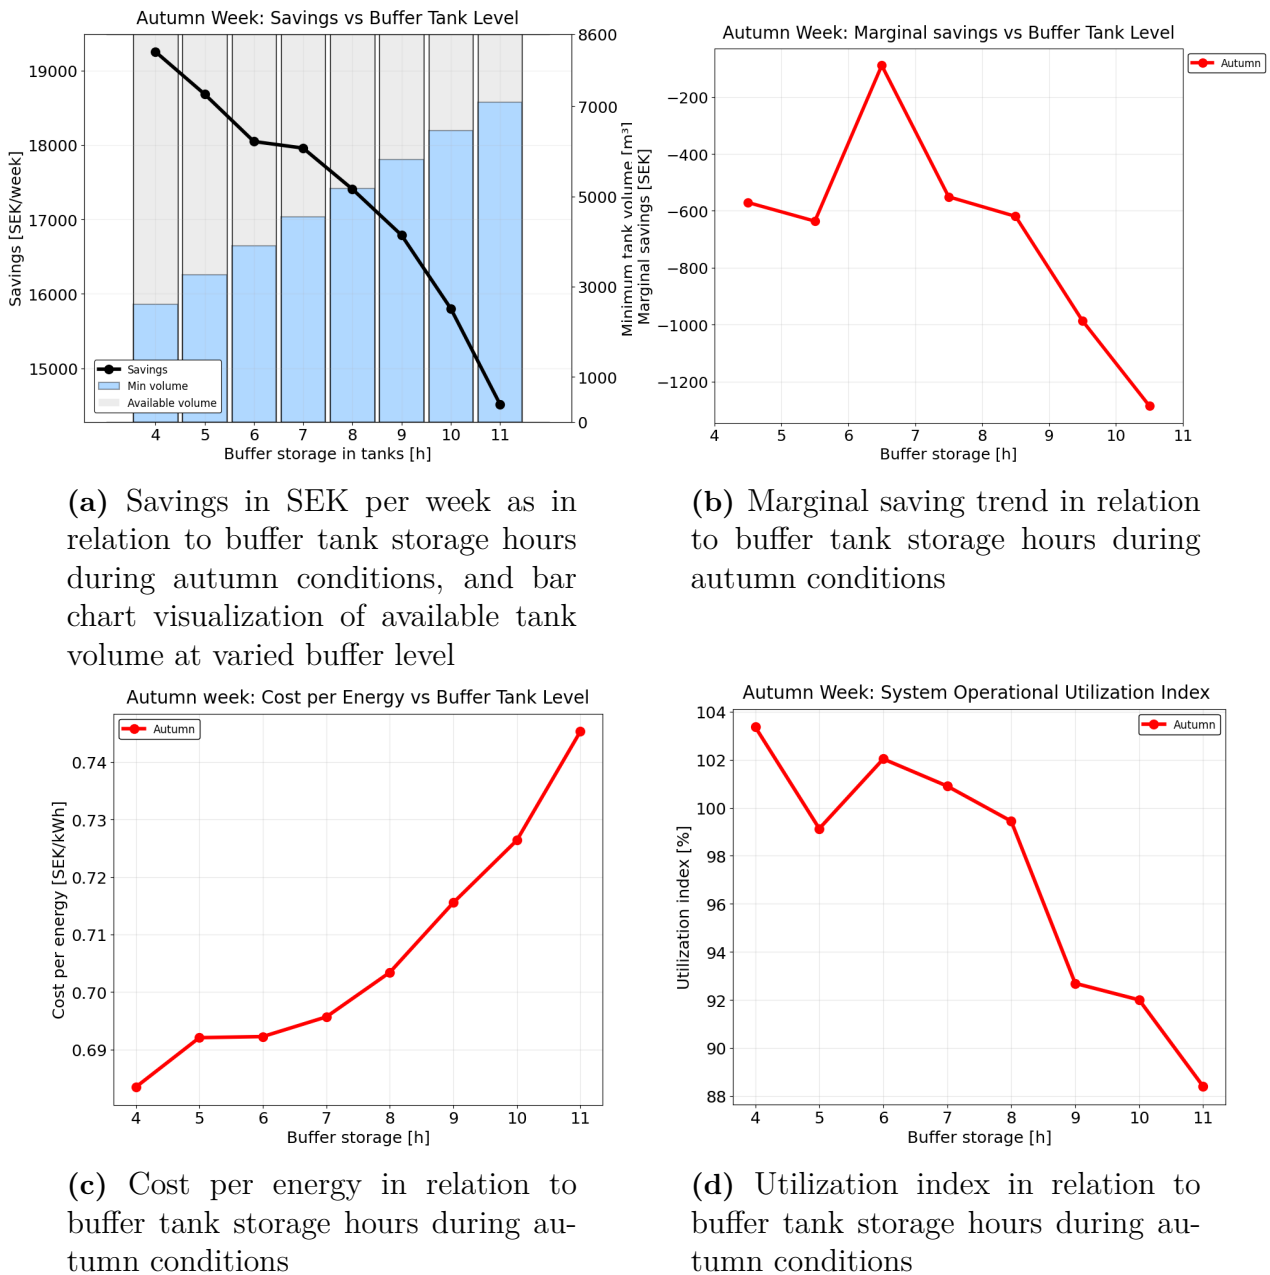 Autumn Week: Savings vs Buffer Tank Level
Savings [SEK/week]
19000
18000
17000
16000
15000
8600
7000
5000
3000
1000
0
Minimum tank volume [m³]
Savings
Min volume
Available volume
4 5 6 7 8 9 10 11
Buffer storage in tanks [h]
Autumn Week: Marginal savings vs Buffer Tank Level
Autumn
Marginal savings [SEK]
−200
−400
−600
−800
−1000
−1200
4 5 6 7 8 9 10 11
Buffer storage [h]
(a) Savings in SEK per week as in
relation to buffer tank storage hours
during autumn conditions, and bar
chart visualization of available tank
volume at varied buffer level
(b) Marginal saving trend in relation
to buffer tank storage hours during
autumn conditions
Autumn week: Cost per Energy vs Buffer Tank Level
Autumn
Cost per energy [SEK/kWh]
0.74
0.73
0.72
0.71
0.70
0.69
4 5 6 7 8 9 10 11
Buffer storage [h]
Autumn Week: System Operational Utilization Index
Autumn
Utilization index [%]
104
102
100
98
96
94
92
90
88
4 5 6 7 8 9 10 11
Buffer storage [h]
(c) Cost per energy in relation to
buffer tank storage hours during au-
tumn conditions
(d) Utilization index in relation to
buffer tank storage hours during au-
tumn conditions